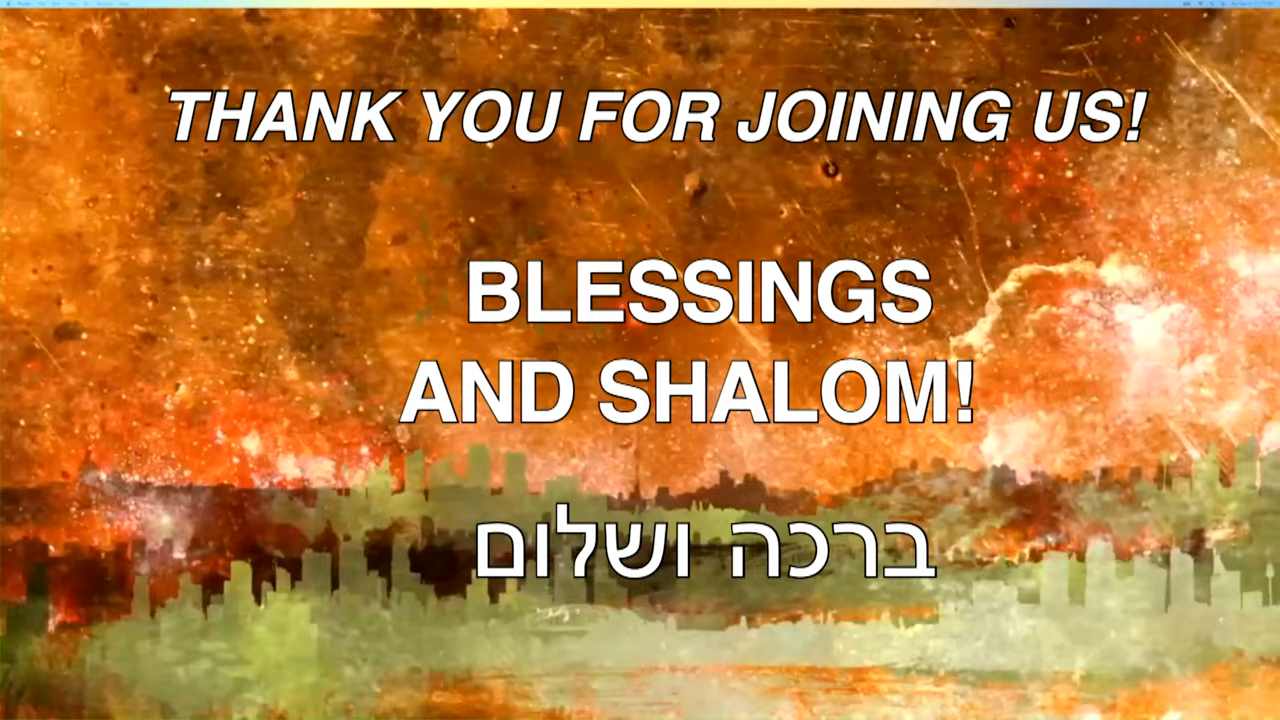 THANK YOU FOR JOINING US!
BLESSINGS
AND SHALOM!
ברכה ושלום